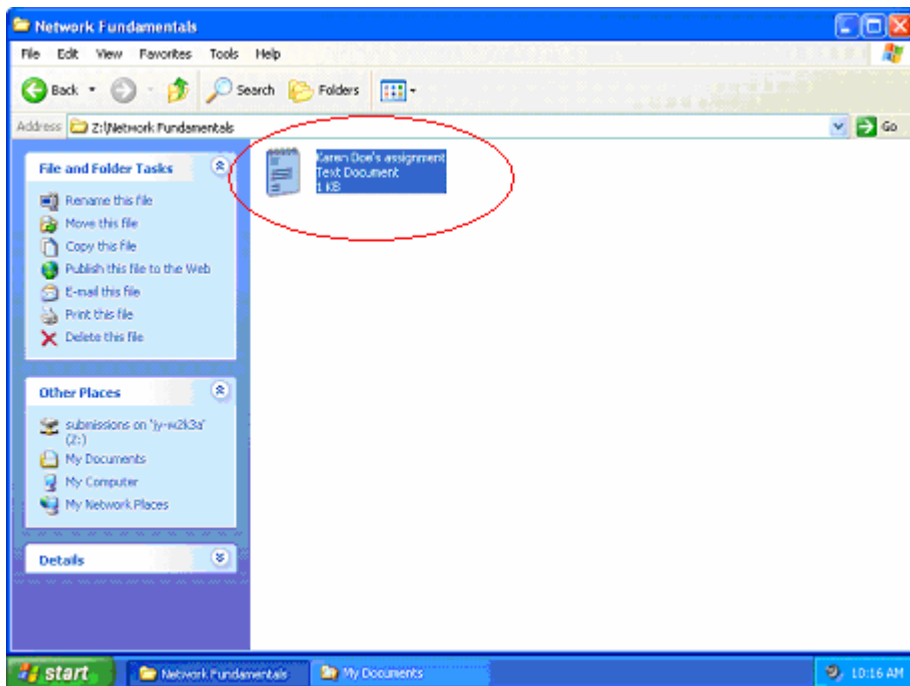 Network Fundamentals
File Edit View Favorites Tools Help
Back Search Folders
Address Z:\Network Fundamentals Go
File and Folder Tasks
Rename this file
Move this file
Copy this file
Publish this file to the Web
E-mail this file
Print this file
Delete this file
Other Places
submissions on 'jy-w2k3a'
(Z:)
My Documents
My Computer
My Network Places
Details
Karen Doe's assignment
Text Document
1 KB
start Network Fundamentals My Documents 10:16 AM